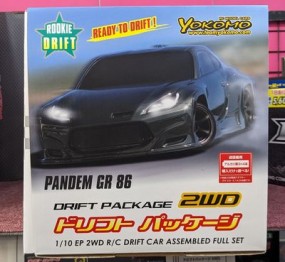 ROOKIE
DRIFT
READY TO DRIFT!
YOKOMO
PANDEM GR 86
DRIFT PACKAGE 2WD
ドリフト パッケージ
1/10 EP 2WD R/C DRIFT CAR ASSEMBLED FULL SET